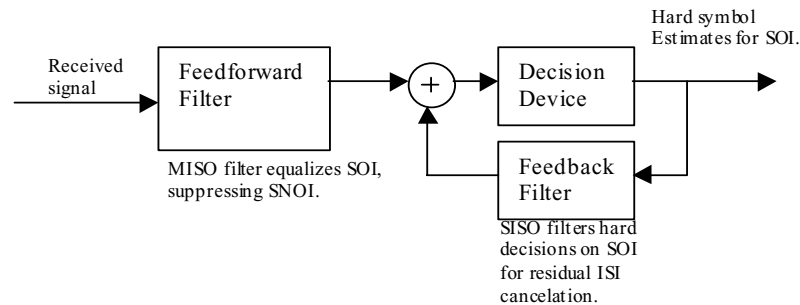 Hard symbol
Estimates for SOI.
Received
signal
Feedforward
Filter
+
Decision
Device
MISO filter equalizes SOI,
suppressing SNOI.
Feedback
Filter
SISO filters hard
decisions on SOI
for residual ISI
cancelation.